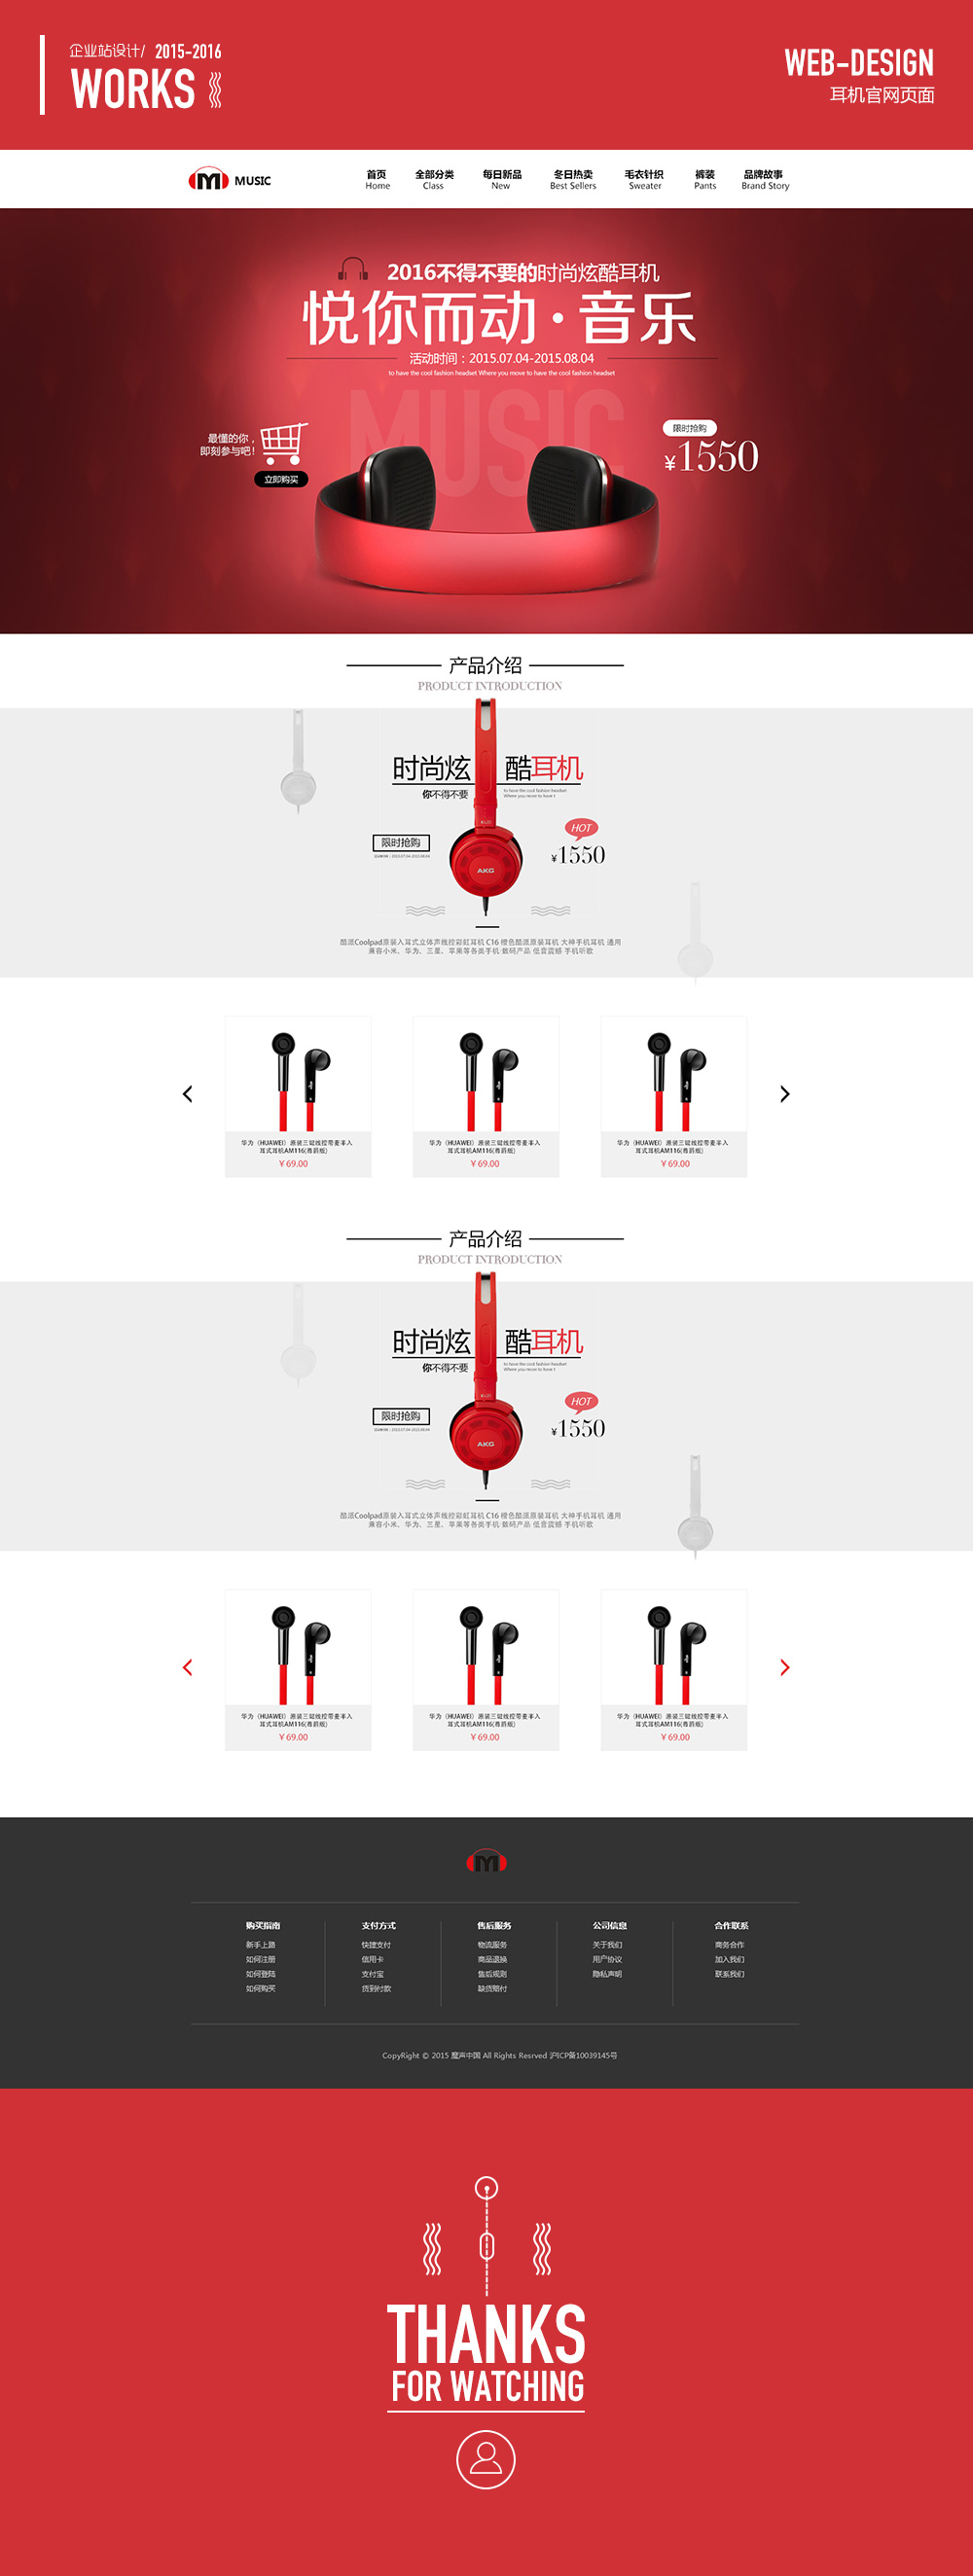 企业站设计/ 2015-2016
WORKS
WEB-DESIGN
耳机官网页面
MUSIC
首页 全部分类 每日新品 冬日热卖 毛衣针织 裤装 品牌故事
Home Class New Best Sellers Sweater Pants Brand Story
2016不得不要的时尚炫酷耳机
悦你而动·音乐
活动时间：2015.07.04-2015.08.04
to have the cool fashion headset Where you move to have the cool fashion headset
MUSIC
最懂的你，
即刻参与吧！
立即购买
限时抢购
¥1550
产品介绍
PRODUCT INTRODUCTION
时尚炫 酷耳机
你不得不要
to have the cool fashion headset
Where you move to have t
限时抢购
HOT
¥1550
AKG
酷派Coolpad原装入耳式立体声线控彩虹耳机 C16 橙色酷派原装耳机 大神手机耳机 通用
兼容小米、华为、三星、苹果等各类手机 数码产品 低音震撼 手机听歌
华为（HUAWEI）原装三键线控带麦半入
耳式耳机AM116(尊爵版)
¥69.00
华为（HUAWEI）原装三键线控带麦半入
耳式耳机AM116(尊爵版)
¥69.00
华为（HUAWEI）原装三键线控带麦半入
耳式耳机AM116(尊爵版)
¥69.00
产品介绍
PRODUCT INTRODUCTION
时尚炫 酷耳机
你不得不要
to have the cool fashion headset
Where you move to have t
限时抢购
HOT
¥1550
AKG
酷派Coolpad原装入耳式立体声线控彩虹耳机 C16 橙色酷派原装耳机 大神手机耳机 通用
兼容小米、华为、三星、苹果等各类手机 数码产品 低音震撼 手机听歌
华为（HUAWEI）原装三键线控带麦半入
耳式耳机AM116(尊爵版)
¥69.00
华为（HUAWEI）原装三键线控带麦半入
耳式耳机AM116(尊爵版)
¥69.00
华为（HUAWEI）原装三键线控带麦半入
耳式耳机AM116(尊爵版)
¥69.00
购买指南 支付方式 售后服务 公司信息 合作联系
新手上路 快捷支付 物流服务 关于我们 商务合作
如何注册 信用卡 商品退换 用户协议 加入我们
如何登陆 支付宝 售后规则 隐私声明 联系我们
如何购买 货到付款 缺货赔付
CopyRight © 2015 魔声中国 All Rights Resrved 沪ICP备10039145号
THANKS
FOR WATCHING